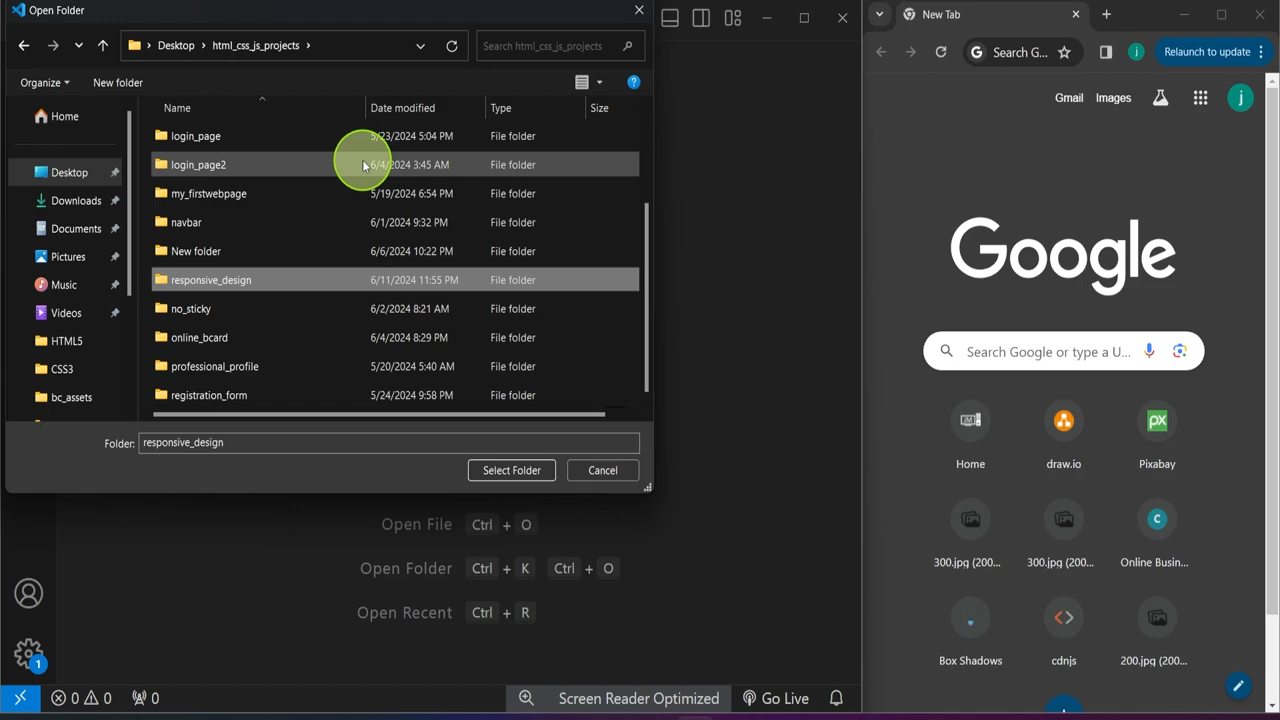 Open Folder
Desktop › html_css_js_projects ›
Search html_css_js_projects
Organize
New folder
Name
Date modified
Type
Size
Home
Desktop
Downloads
Documents
Pictures
Music
Videos
HTML5
CSS3
bc_assets
login_page 5/23/2024 5:04 PM File folder
login_page2 6/4/2024 3:45 AM File folder
my_firstwebpage 5/19/2024 6:54 PM File folder
navbar 6/1/2024 9:32 PM File folder
New folder 6/6/2024 10:22 PM File folder
responsive_design 6/11/2024 11:55 PM File folder
no_sticky 6/2/2024 8:21 AM File folder
online_bcard 6/4/2024 8:29 PM File folder
professional_profile 5/20/2024 5:40 AM File folder
registration_form 5/24/2024 9:58 PM File folder
Folder: responsive_design
Select Folder
Cancel
Open File Ctrl + O
Open Folder Ctrl + K Ctrl + O
Open Recent Ctrl + R
1
0 0 0
Screen Reader Optimized
Go Live
New Tab
Search G...
j
Relaunch to update
Gmail Images
j
Google
Search Google or type a U...
JM
px
Home
draw.io
Pixabay
C
300.jpg (200...
300.jpg (200...
Online Busin...
Box Shadows
cdnjs
200.jpg (200...